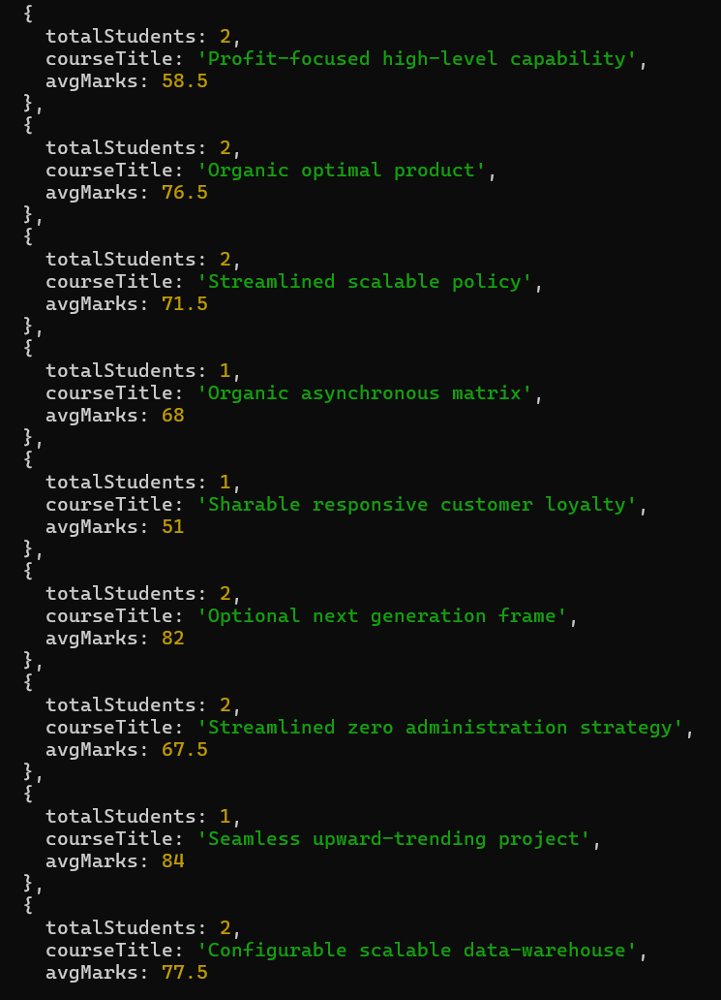 {
totalStudents: 2,
courseTitle: 'Profit-focused high-level capability',
avgMarks: 58.5
},
{
totalStudents: 2,
courseTitle: 'Organic optimal product',
avgMarks: 76.5
},
{
totalStudents: 2,
courseTitle: 'Streamlined scalable policy',
avgMarks: 71.5
},
{
totalStudents: 1,
courseTitle: 'Organic asynchronous matrix',
avgMarks: 68
},
{
totalStudents: 1,
courseTitle: 'Sharable responsive customer loyalty',
avgMarks: 51
},
{
totalStudents: 2,
courseTitle: 'Optional next generation frame',
avgMarks: 82
},
{
totalStudents: 2,
courseTitle: 'Streamlined zero administration strategy',
avgMarks: 67.5
},
{
totalStudents: 1,
courseTitle: 'Seamless upward-trending project',
avgMarks: 84
},
{
totalStudents: 2,
courseTitle: 'Configurable scalable data-warehouse',
avgMarks: 77.5